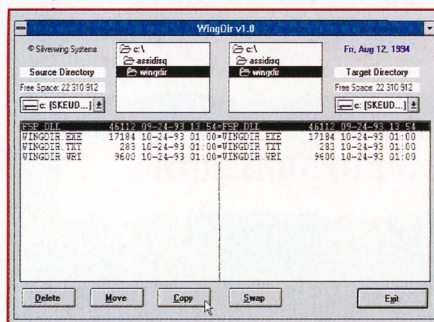 WingDir v1.0
© Silverwing Systems
c:\
assidisq
wingdir
c:\
assidisq
wingdir
Fri, Aug 12, 1994
Source Directory
Target Directory
Free Space: 22 310 912
Free Space: 22 310 912
c: [SKEUD...]
c: [SKEUD...]
FSP.DLL 46112 09-24-93 13:54=FSP.DLL 46112 09-24-93 13:54
WINGDIR.EXE 17184 10-24-93 01:00=WINGDIR.EXE 17184 10-24-93 01:00
WINGDIR.TXT 283 10-24-93 01:00=WINGDIR.TXT 283 10-24-93 01:00
WINGDIR.WRI 9600 10-24-93 01:00=WINGDIR.WRI 9600 10-24-93 01:00
Delete Move Copy Swap Exit